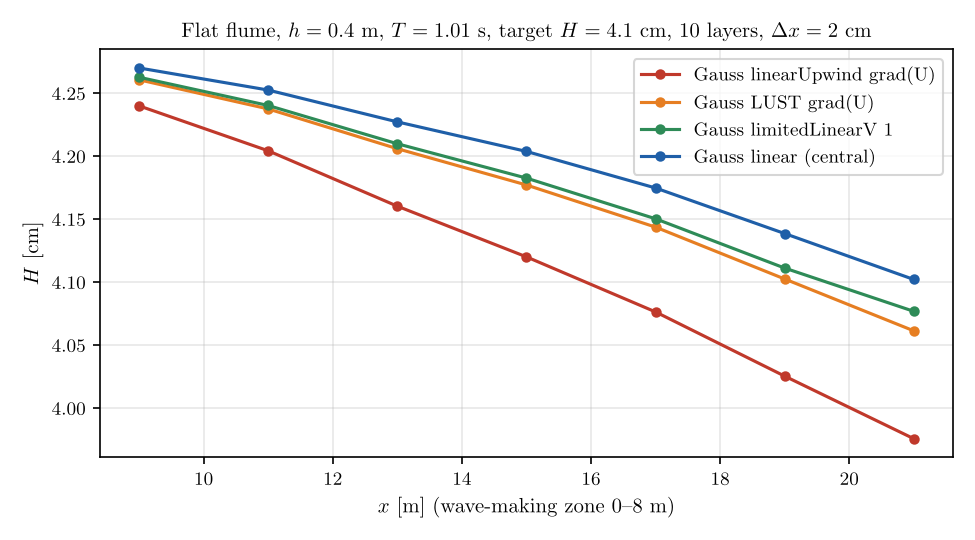 Flat flume, h = 0.4 m, T = 1.01 s, target H = 4.1 cm, 10 layers, Δx = 2 cm
Gauss linearUpwind grad(U)
Gauss LUST grad(U)
Gauss limitedLinearV 1
Gauss linear (central)
H [cm]
4.25
4.20
4.15
4.10
4.05
4.00
10 12 14 16 18 20
x [m] (wave-making zone 0–8 m)